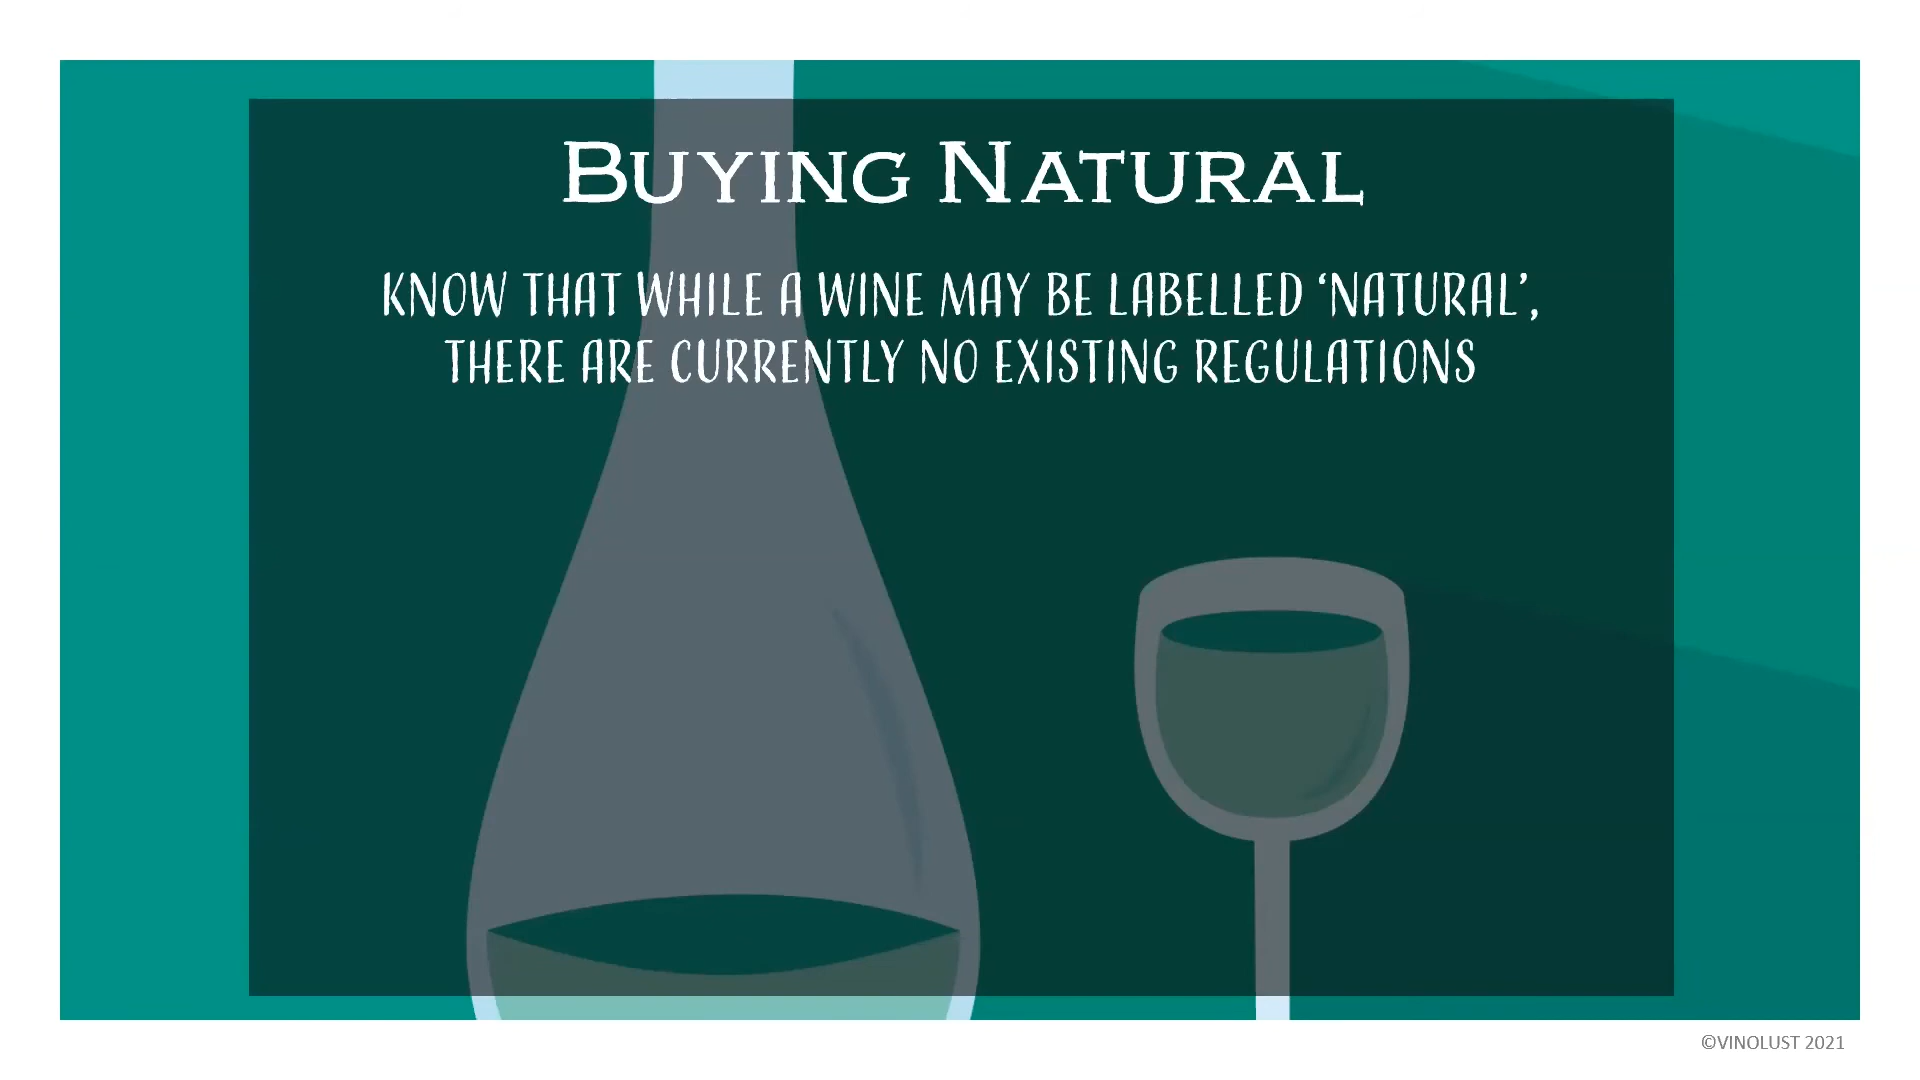 Buying Natural
KNOW THAT WHILE A WINE MAY BE LABELLED ‘NATURAL’,
THERE ARE CURRENTLY NO EXISTING REGULATIONS
©VINOLUST 2021